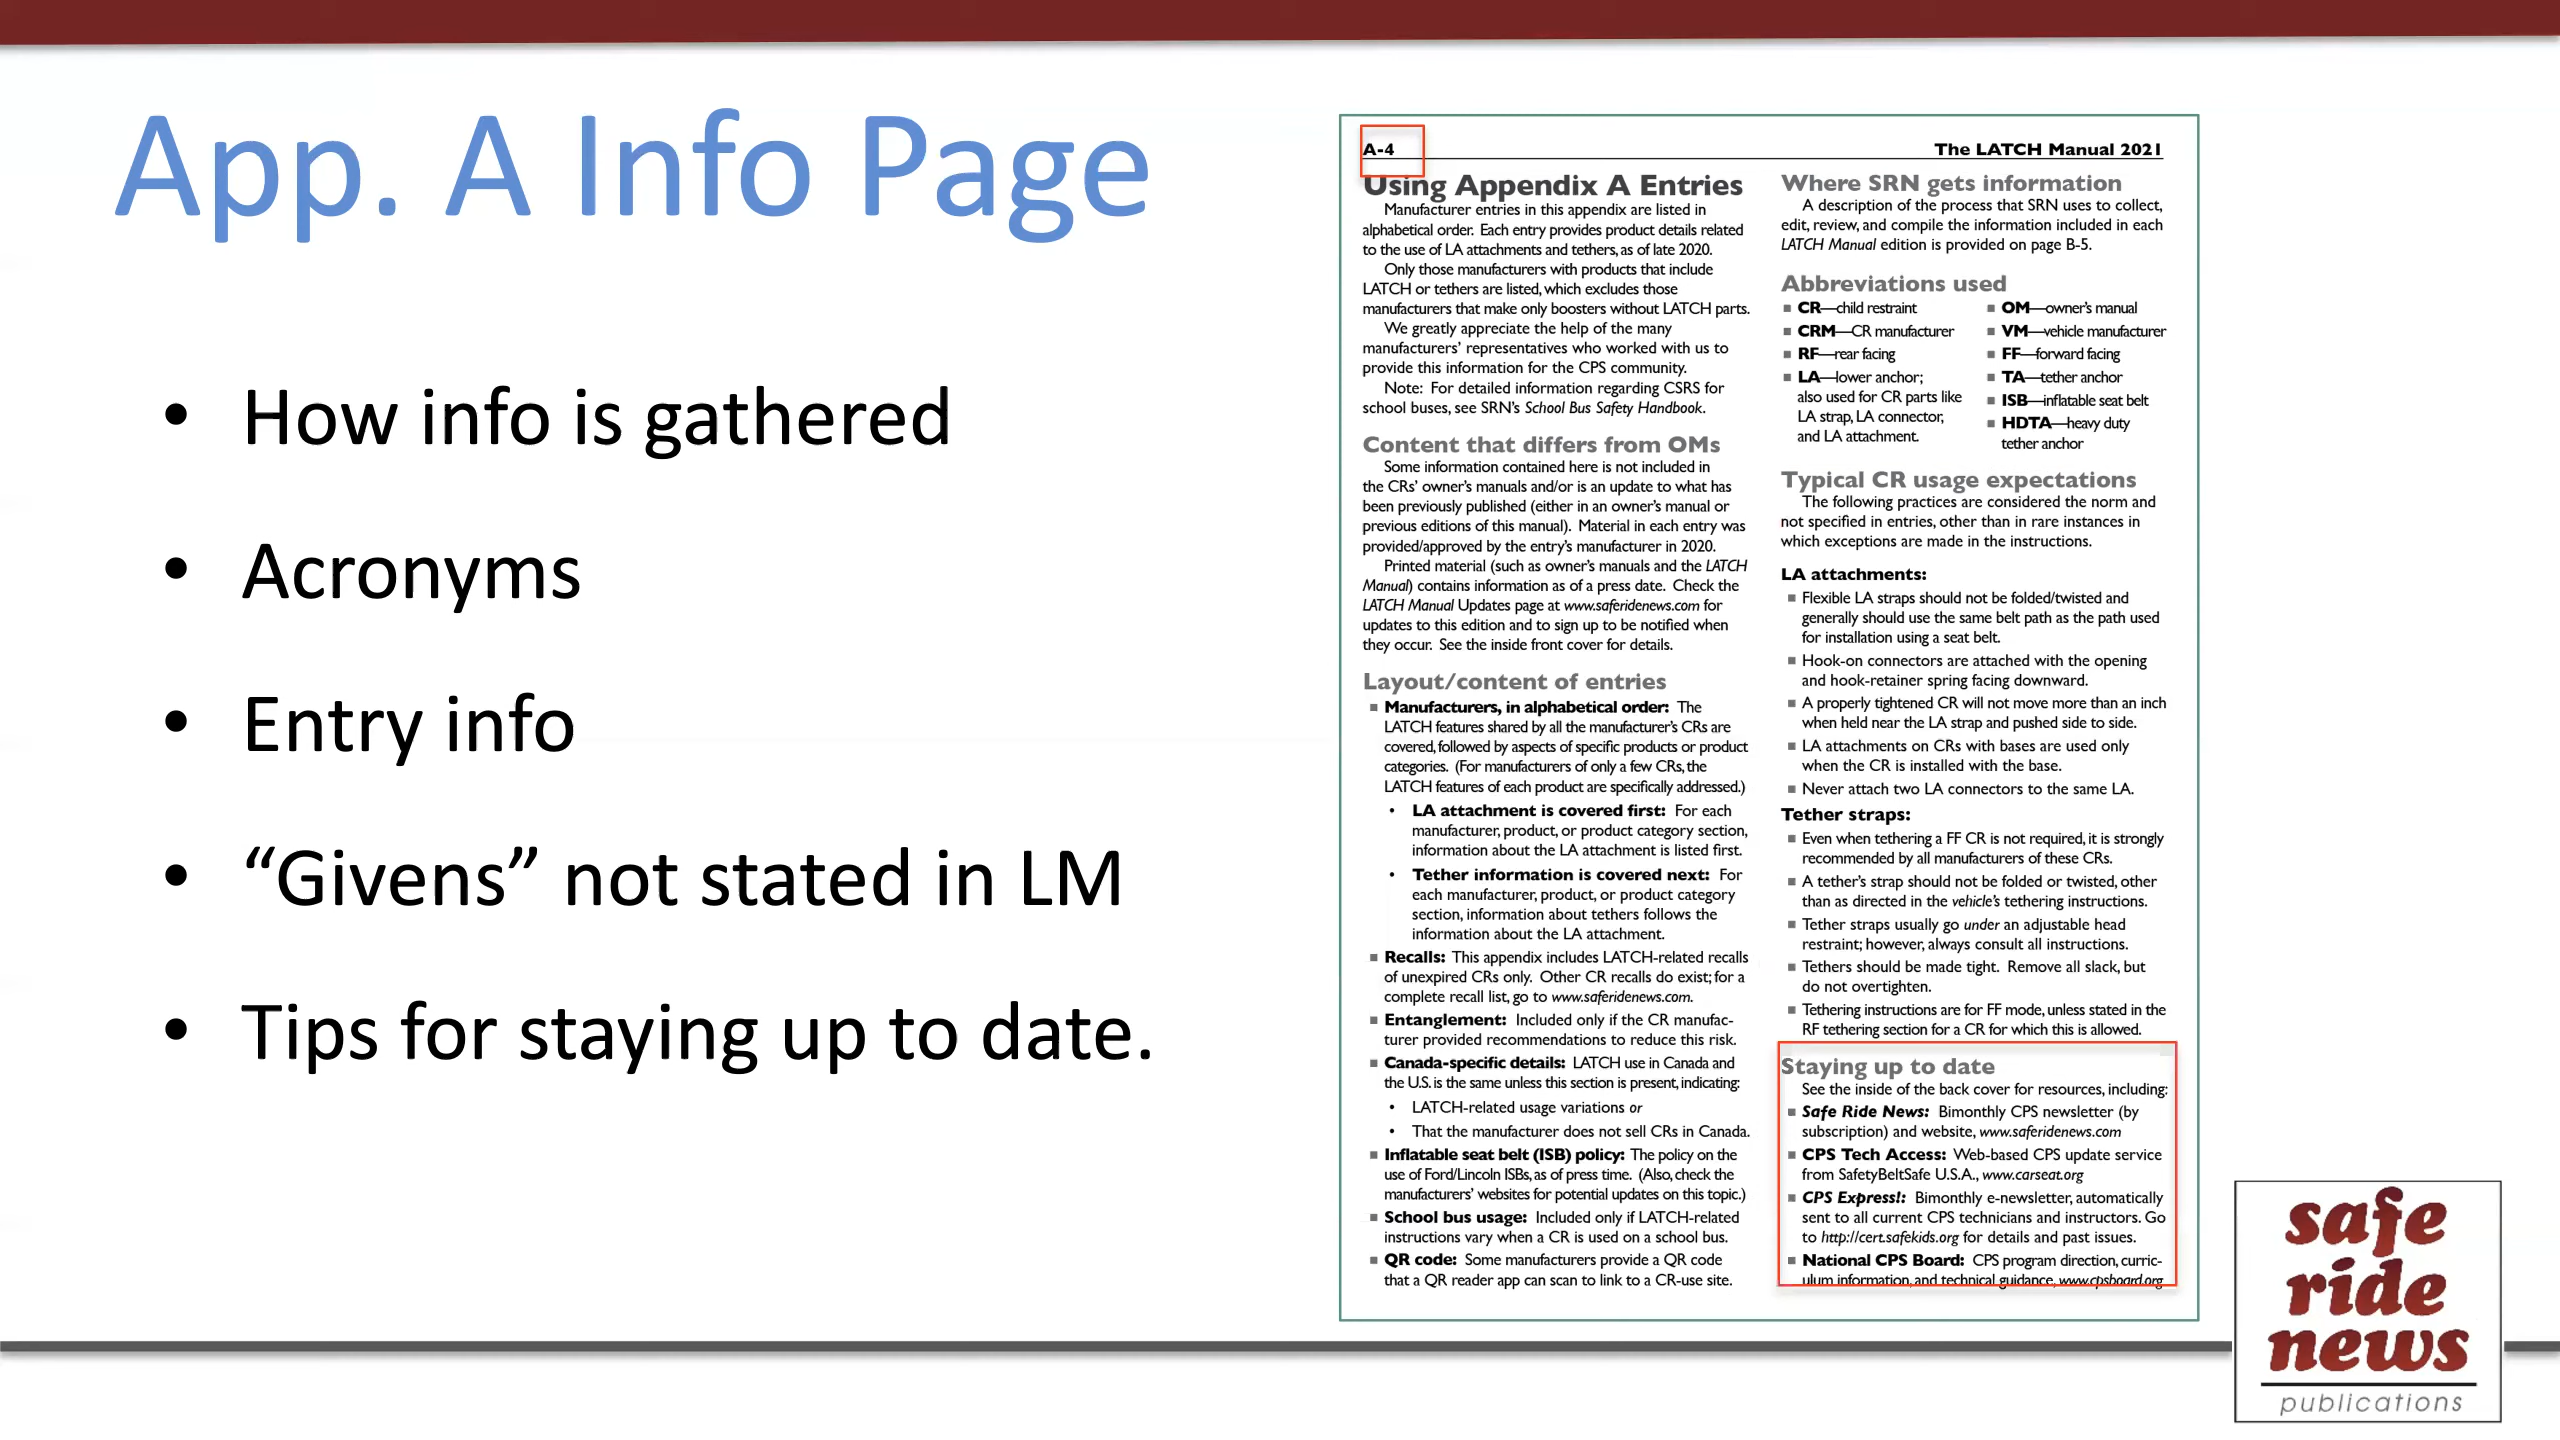 App. A Info Page
• How info is gathered
• Acronyms
• Entry info
• “Givens” not stated in LM
• Tips for staying up to date.
A-4
The LATCH Manual 2021
Using Appendix A Entries
Manufacturer entries in this appendix are listed in
alphabetical order. Each entry provides product details related
to the use of LA attachments and tethers, as of late 2020.
Only those manufacturers with products that include
LATCH or tethers are listed, which excludes those
manufacturers that make only boosters without LATCH parts.
We greatly appreciate the help of the many
manufacturers’ representatives who worked with us to
provide this information for the CPS community.
Note: For detailed information regarding CSRS for
school buses, see SRN’s School Bus Safety Handbook.
Content that differs from OMs
Some information contained here is not included in
the CRs’ owner’s manuals and/or is an update to what has
been previously published (either in an owner’s manual or
previous editions of this manual). Material in each entry was
provided/approved by the entry’s manufacturer in 2020.
Printed material (such as owner’s manuals and the LATCH
Manual) contains information as of a press date. Check the
LATCH Manual Updates page at www.saferidenews.com for
updates to this edition and to sign up to be notified when
they occur. See the inside front cover for details.
Layout/content of entries
■ Manufacturers, in alphabetical order: The
LATCH features shared by all the manufacturer’s CRs are
covered, followed by aspects of specific products or product
categories. (For manufacturers of only a few CRs, the
LATCH features of each product are specifically addressed.)
• LA attachment is covered first: For each
manufacturer, product, or product category section,
information about the LA attachment is listed first.
• Tether information is covered next: For
each manufacturer, product, or product category
section, information about tethers follows the
information about the LA attachment.
■ Recalls: This appendix includes LATCH-related recalls
of unexpired CRs only. Other CR recalls do exist; for a
complete recall list, go to www.saferidenews.com.
■ Entanglement: Included only if the CR manufac-
turer provided recommendations to reduce this risk.
■ Canada-specific details: LATCH use in Canada and
the U.S. is the same unless this section is present, indicating:
• LATCH-related usage variations or
• That the manufacturer does not sell CRs in Canada.
■ Inflatable seat belt (ISB) policy: The policy on the
use of Ford/Lincoln ISBs, as of press time. (Also, check the
manufacturers’ websites for potential updates on this topic.)
■ School bus usage: Included only if LATCH-related
instructions vary when a CR is used on a school bus.
■ QR code: Some manufacturers provide a QR code
that a QR reader app can scan to link to a CR-use site.
Where SRN gets information
A description of the process that SRN uses to collect,
edit, review, and compile the information included in each
LATCH Manual edition is provided on page B-5.
Abbreviations used
■ CR—child restraint
■ CRM—CR manufacturer
■ RF—rear facing
■ LA—lower anchor;
also used for CR parts like
LA strap, LA connector,
and LA attachment.
■ OM—owner’s manual
■ VM—vehicle manufacturer
■ FF—forward facing
■ TA—tether anchor
■ ISB—inflatable seat belt
■ HDTA—heavy duty
tether anchor
Typical CR usage expectations
The following practices are considered the norm and
not specified in entries, other than in rare instances in
which exceptions are made in the instructions.
LA attachments:
■ Flexible LA straps should not be folded/twisted and
generally should use the same belt path as the path used
for installation using a seat belt.
■ Hook-on connectors are attached with the opening
and hook-retainer spring facing downward.
■ A properly tightened CR will not move more than an inch
when held near the LA strap and pushed side to side.
■ LA attachments on CRs with bases are used only
when the CR is installed with the base.
■ Never attach two LA connectors to the same LA.
Tether straps:
■ Even when tethering a FF CR is not required, it is strongly
recommended by all manufacturers of these CRs.
■ A tether’s strap should not be folded or twisted, other
than as directed in the vehicle’s tethering instructions.
■ Tether straps usually go under an adjustable head
restraint; however, always consult all instructions.
■ Tethers should be made tight. Remove all slack, but
do not overtighten.
■ Tethering instructions are for FF mode, unless stated in the
RF tethering section for a CR for which this is allowed.
Staying up to date
See the inside of the back cover for resources, including:
■ Safe Ride News: Bimonthly CPS newsletter (by
subscription) and website, www.saferidenews.com
■ CPS Tech Access: Web-based CPS update service
from SafetyBeltSafe U.S.A., www.carseat.org
■ CPS Express!: Bimonthly e-newsletter, automatically
sent to all current CPS technicians and instructors. Go
to http://cert.safekids.org for details and past issues.
■ National CPS Board: CPS program direction, curric-
ulum information, and technical guidance, www.cpsboard.org
safe
ride
news
publications